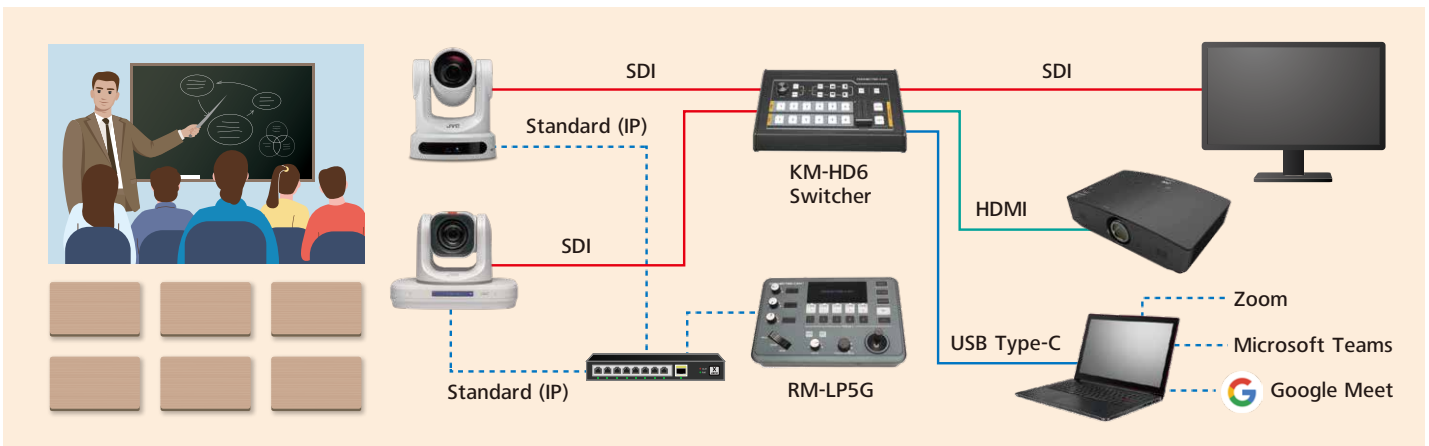 SDI
SDI
Standard (IP)
JVC
KM-HD6
Switcher
HDMI
SDI
USB Type-C
Zoom
Microsoft Teams
Standard (IP)
RM-LP5G
G Google Meet